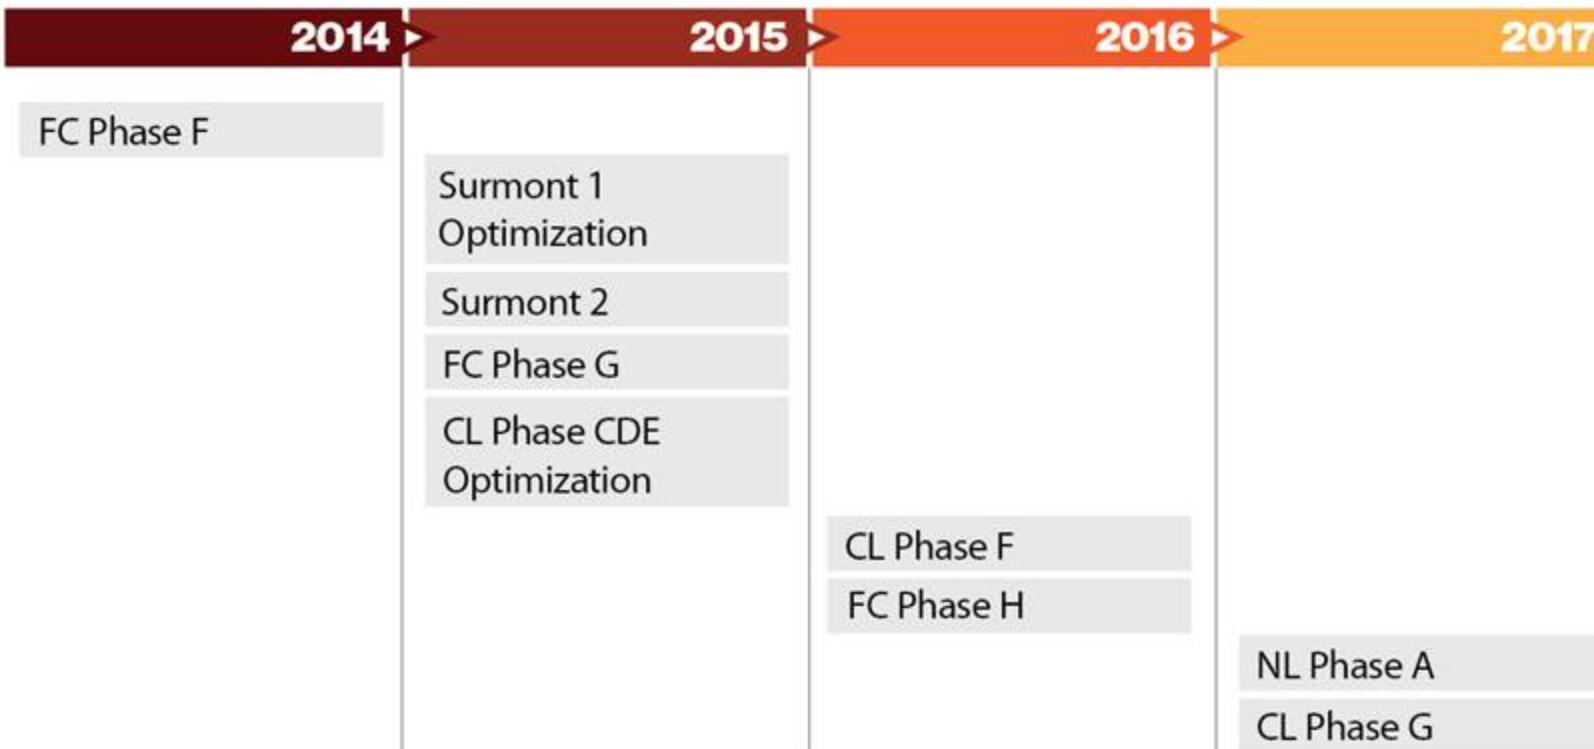 2014
2015
2016
2017
FC Phase F
Surmont 1
Optimization
Surmont 2
FC Phase G
CL Phase CDE
Optimization
CL Phase F
FC Phase H
NL Phase A
CL Phase G